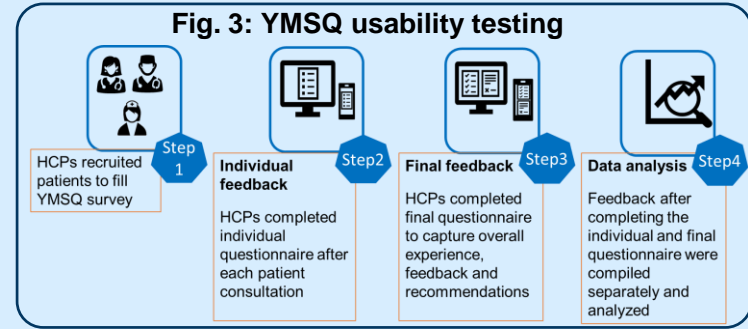 Fig. 3: YMSQ usability testing
Step
1
HCPs recruited
patients to fill
YMSQ survey
Step2
Individual
feedback
HCPs completed
individual
questionnaire after
each patient
consultation
Step3
Final feedback
HCPs completed
final questionnaire
to capture overall
experience,
feedback and
recommendations
Step4
Data analysis
Feedback after
completing the
individual and final
questionnaire were
compiled
separately and
analyzed